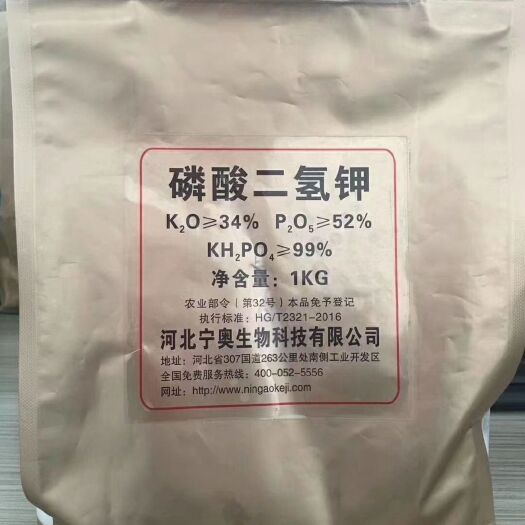 磷酸二氢钾
K₂O≥34% P₂O₅≥52%
KH₂PO₄≥99%
净含量：1KG
农业部令（第32号）本品免予登记
执行标准：HG/T2321-2016
河北宁奥生物科技有限公司
地址：河北省307国道263公里处南侧工业开发区
全国免费服务热线：400-052-5556
网址：http://www.ningaokeji.com